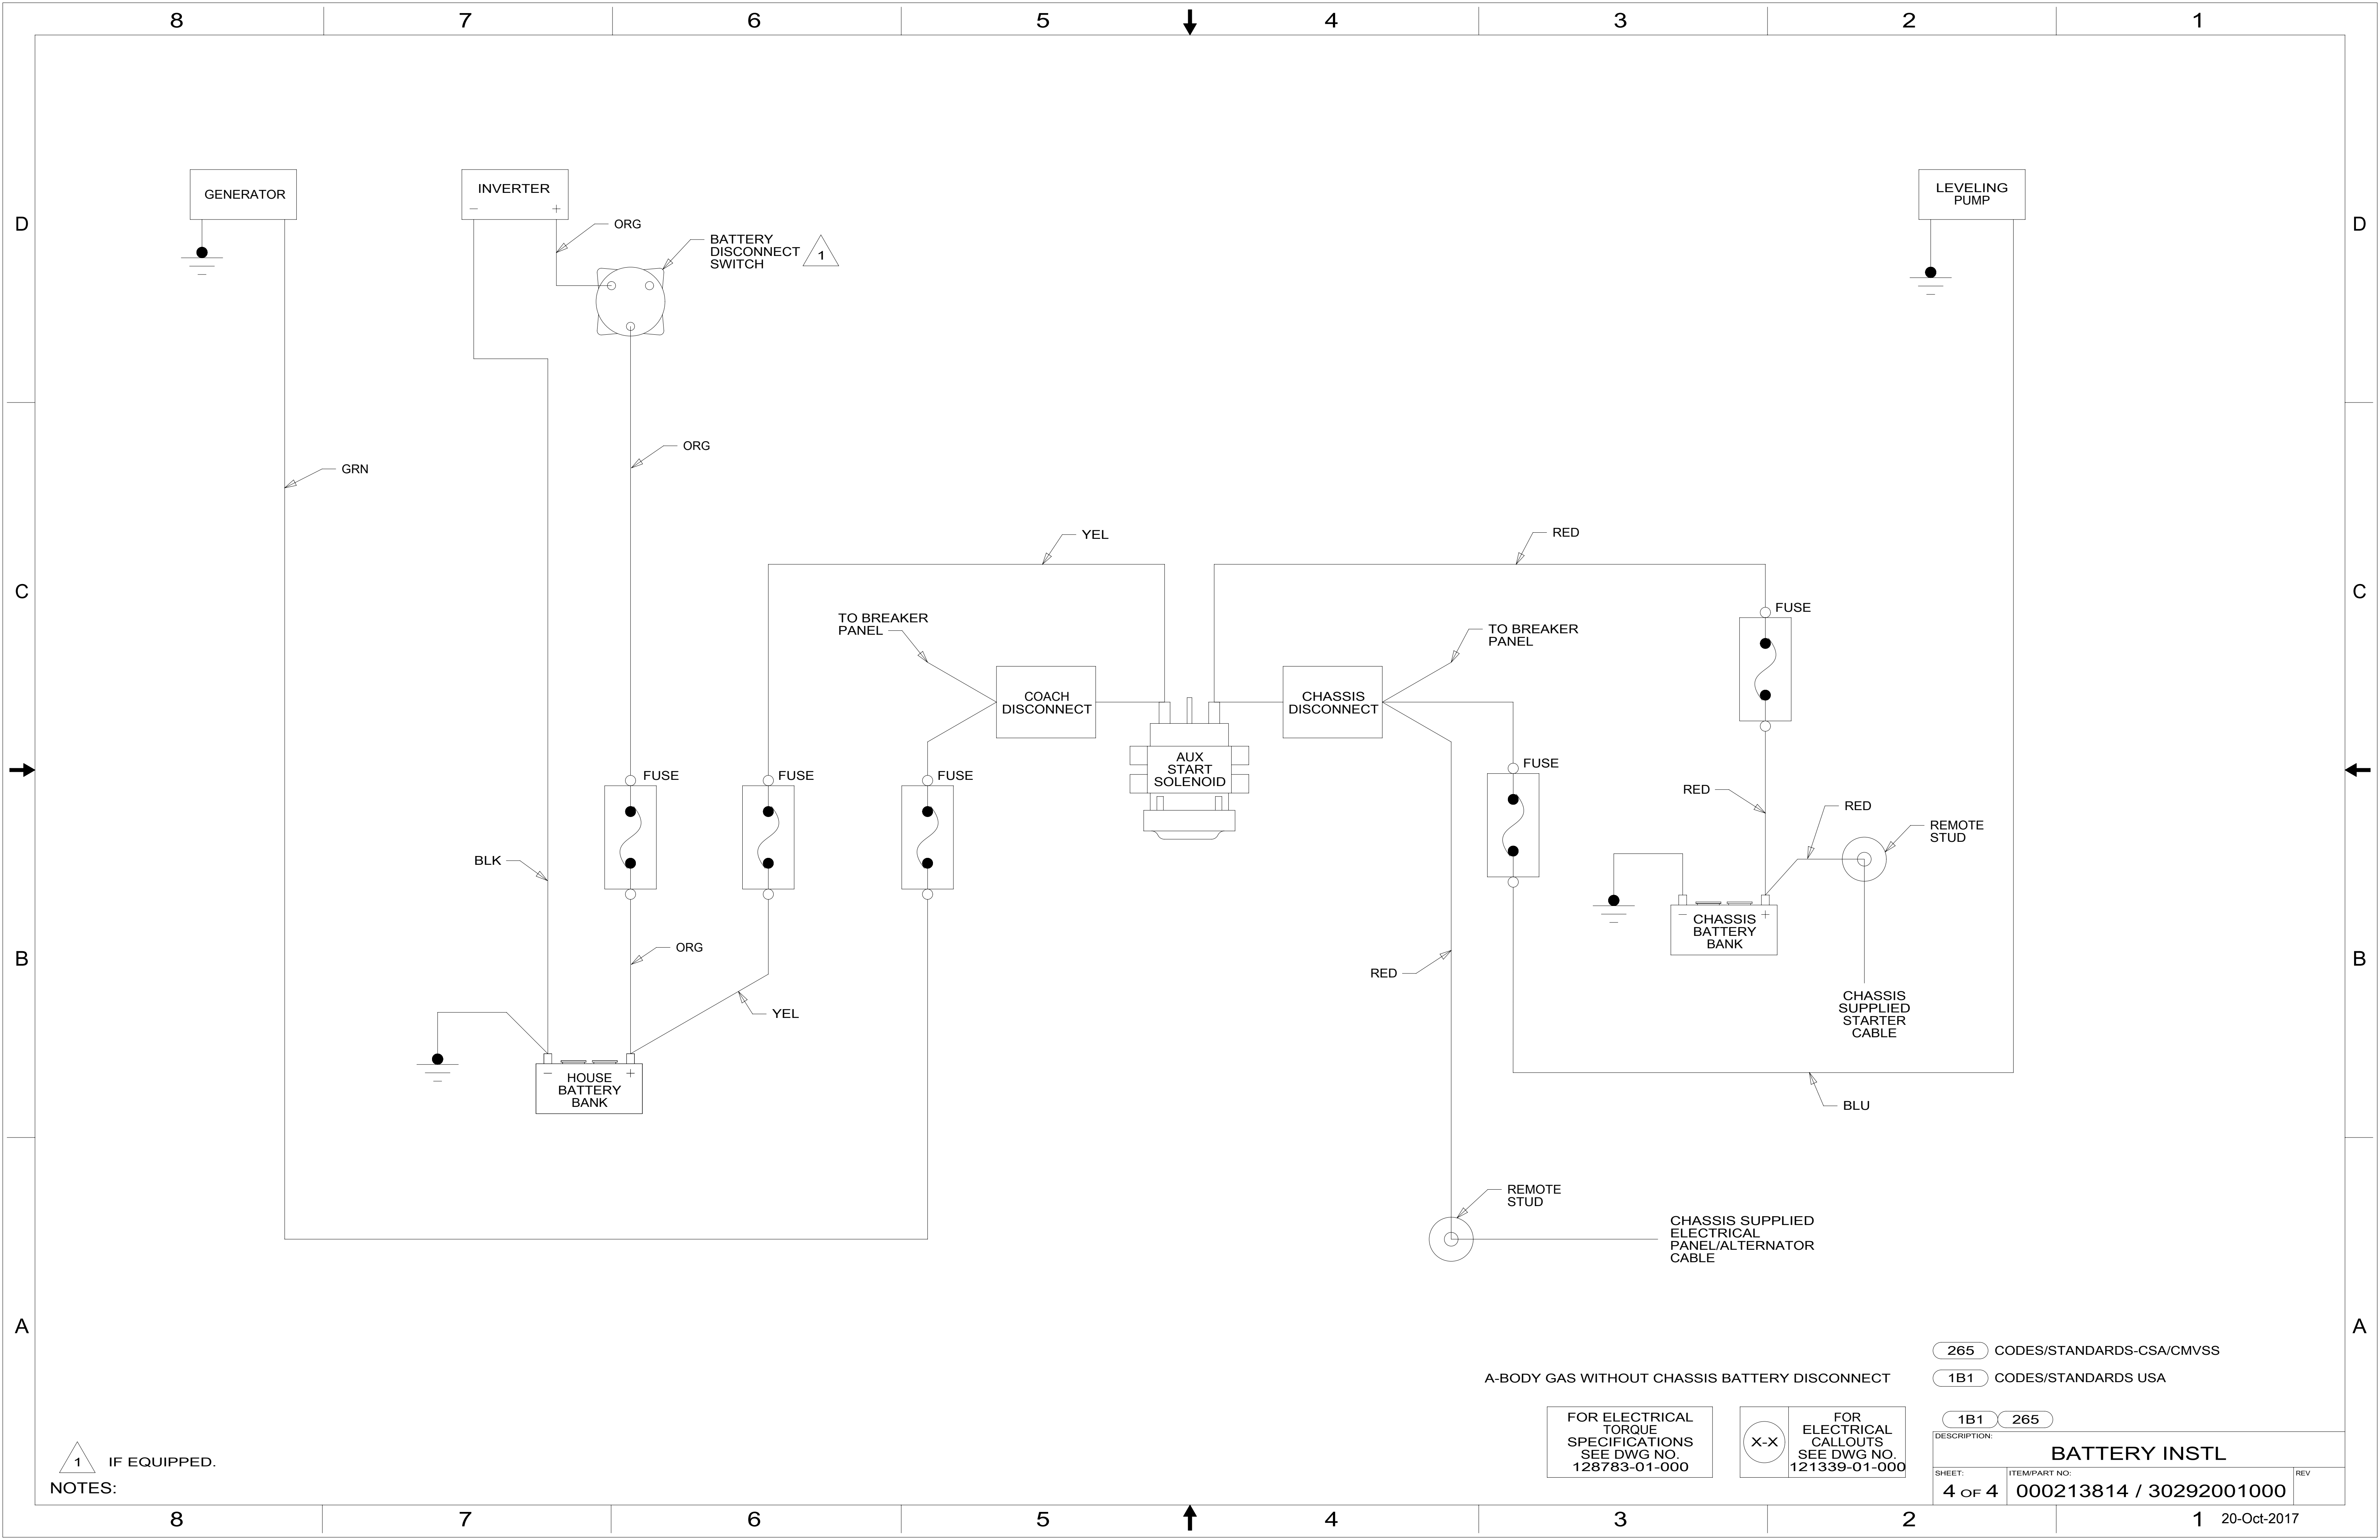 8 7 6 5 4 3 2 1
GENERATOR
INVERTER
− +
LEVELING
PUMP
D
D
ORG
BATTERY
DISCONNECT
SWITCH
1
ORG
GRN
YEL
RED
C
C
TO BREAKER
PANEL
FUSE
TO BREAKER
PANEL
COACH
DISCONNECT
CHASSIS
DISCONNECT
AUX
START
SOLENOID
FUSE
FUSE
FUSE
FUSE
RED
RED
REMOTE
STUD
BLK
− +
CHASSIS
BATTERY
BANK
ORG
B
B
RED
CHASSIS
SUPPLIED
STARTER
CABLE
YEL
− +
HOUSE
BATTERY
BANK
BLU
REMOTE
STUD
CHASSIS SUPPLIED
ELECTRICAL
PANEL/ALTERNATOR
CABLE
A
A
265 CODES/STANDARDS-CSA/CMVSS
A-BODY GAS WITHOUT CHASSIS BATTERY DISCONNECT
1B1 CODES/STANDARDS USA
FOR ELECTRICAL
TORQUE
SPECIFICATIONS
SEE DWG NO.
128783-01-000
X-X
FOR
ELECTRICAL
CALLOUTS
SEE DWG NO.
121339-01-000
1B1 265
DESCRIPTION:
BATTERY INSTL
SHEET:
4 OF 4
ITEM/PART NO:
000213814 / 30292001000
REV
1 IF EQUIPPED.
NOTES:
8 7 6 5 4 3 2 1
20-Oct-2017